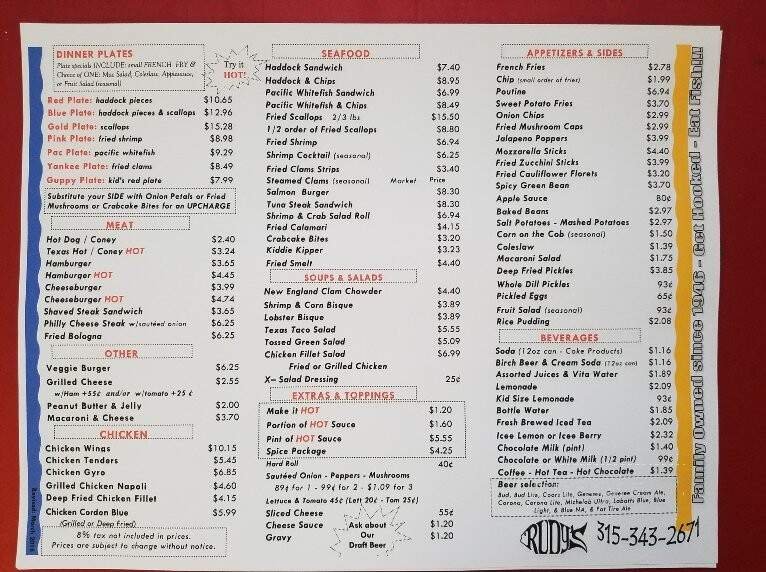 DINNER PLATES
Plate specials INCLUDE: small FRENCH FRY &
Choice of ONE: Mac Salad, Coleslaw, Applesauce,
or Fruit Salad (seasonal)
Try it
HOT!
Red Plate: haddock pieces $10.65
Blue Plate: haddock pieces & scallops $12.96
Gold Plate: scallops $15.28
Pink Plate: fried shrimp $8.98
Pac Plate: pacific whitefish $9.29
Yankee Plate: fried clams $8.49
Guppy Plate: kid's red plate $7.99
Substitute your SIDE with Onion Petals or Fried
Mushrooms or Crabcake Bites for an UPCHARGE
MEAT
Hot Dog / Coney $2.40
Texas Hot / Coney HOT $3.24
Hamburger $3.65
Hamburger HOT $4.45
Cheeseburger $3.99
Cheeseburger HOT $4.74
Shaved Steak Sandwich $3.65
Philly Cheese Steak w/sautéed onion $6.25
Fried Bologna $6.25
OTHER
Veggie Burger $6.25
Grilled Cheese $2.55
w/Ham +55¢ and/or w/tomato +25 ¢
Peanut Butter & Jelly $2.00
Macaroni & Cheese $3.70
CHICKEN
Chicken Wings $10.15
Chicken Tenders $5.45
Chicken Gyro $6.85
Grilled Chicken Napoli $4.60
Deep Fried Chicken Fillet $4.15
Chicken Cordon Blue $5.99
(Grilled or Deep fried)
8% tax not included in prices.
Prices are subject to change without notice.
SEAFOOD
Haddock Sandwich $7.40
Haddock & Chips $8.95
Pacific Whitefish Sandwich $6.99
Pacific Whitefish & Chips $8.49
Fried Scallops 2/3 lbs $15.50
1/2 order of Fried Scallops $8.80
Fried Shrimp $6.94
Shrimp Cocktail (seasonal) $6.25
Fried Clams Strips $3.40
Steamed Clams (seasonal) Market Price
Salmon Burger $8.30
Tuna Steak Sandwich $8.30
Shrimp & Crab Salad Roll $6.94
Fried Calamari $4.15
Crabcake Bites $3.20
Kiddie Kipper $3.23
Fried Smelt $4.40
SOUPS & SALADS
New England Clam Chowder $4.40
Shrimp & Corn Bisque $3.89
Lobster Bisque $3.89
Texas Taco Salad $5.55
Tossed Green Salad $5.09
Chicken Fillet Salad $6.99
Fried or Grilled Chicken
X— Salad Dressing 25¢
EXTRAS & TOPPINGS
Make it HOT $1.20
Portion of HOT Sauce $1.60
Pint of HOT Sauce $5.55
Spice Package $4.25
Hard Roll 40¢
Sautéed Onion - Peppers - Mushrooms
89¢ for 1 - 99¢ for 2 - $1.09 for 3
Lettuce & Tomato 45¢ (Lett 20¢ - Tom 25¢)
Sliced Cheese 55¢
Cheese Sauce $1.20
Gravy $1.20
Ask about
Our
Draft Beer
APPETIZERS & SIDES
French Fries $2.78
Chip (small order of fries) $1.99
Poutine $6.94
Sweet Potato Fries $3.70
Onion Chips $2.99
Fried Mushroom Caps $2.99
Jalapeno Poppers $3.99
Mozzarella Sticks $4.40
Fried Zucchini Sticks $3.99
Fried Cauliflower Florets $3.20
Spicy Green Bean $3.70
Apple Sauce 80¢
Baked Beans $2.97
Salt Potatoes - Mashed Potatoes $2.97
Corn on the Cob (seasonal) $1.50
Coleslaw $1.39
Macaroni Salad $1.75
Deep Fried Pickles $3.85
Whole Dill Pickles 93¢
Pickled Eggs 65¢
Fruit Salad (seasonal) 93¢
Rice Pudding $2.08
BEVERAGES
Soda (12oz can - Coke Products) $1.16
Birch Beer & Cream Soda (12oz can) $1.16
Assorted Juices & Vita Water $1.89
Lemonade $2.09
Kid Size Lemonade 93¢
Bottle Water $1.85
Fresh Brewed Iced Tea $2.09
Icee Lemon or Icee Berry $2.32
Chocolate Milk (pint) $1.40
Chocolate or White Milk (1/2 pint) 99¢
Coffee - Hot Tea - Hot Chocolate $1.39
Beer selection:
Bud, Bud Lite, Coors Lite, Genesee, Genesee Cream Ale,
Corona, Corona Lite, Michelob Ultra, Labatts Blue, Blue
Light, & Blue NA, & Fat Tire Ale
RUDY'S 315-343-2671
Family Owned since 1946 - Get Hooked - Eat Fish!!!
Revised: March